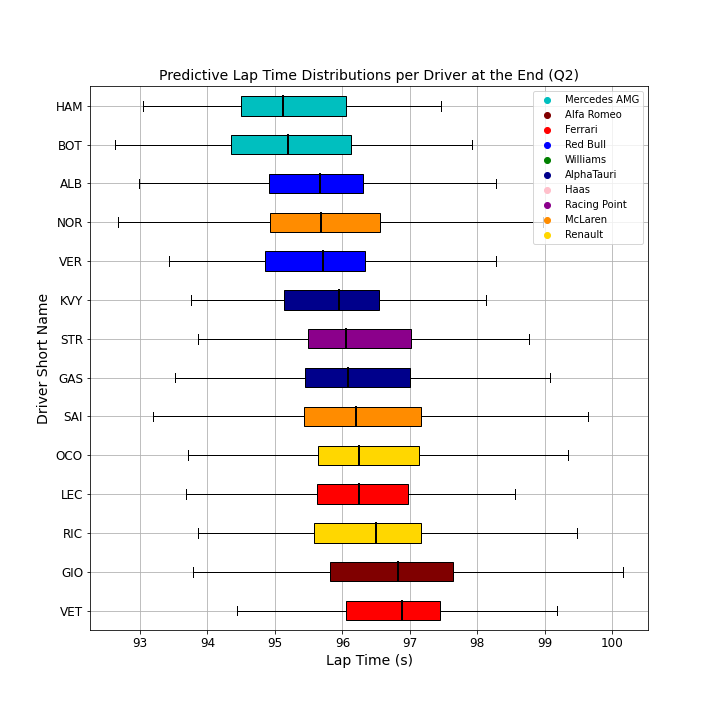 Predictive Lap Time Distributions per Driver at the End (Q2)
Mercedes AMG
Alfa Romeo
Ferrari
Red Bull
Williams
AlphaTauri
Haas
Racing Point
McLaren
Renault
Driver Short Name
HAM
BOT
ALB
NOR
VER
KVY
STR
GAS
SAI
OCO
LEC
RIC
GIO
VET
93 94 95 96 97 98 99 100
Lap Time (s)